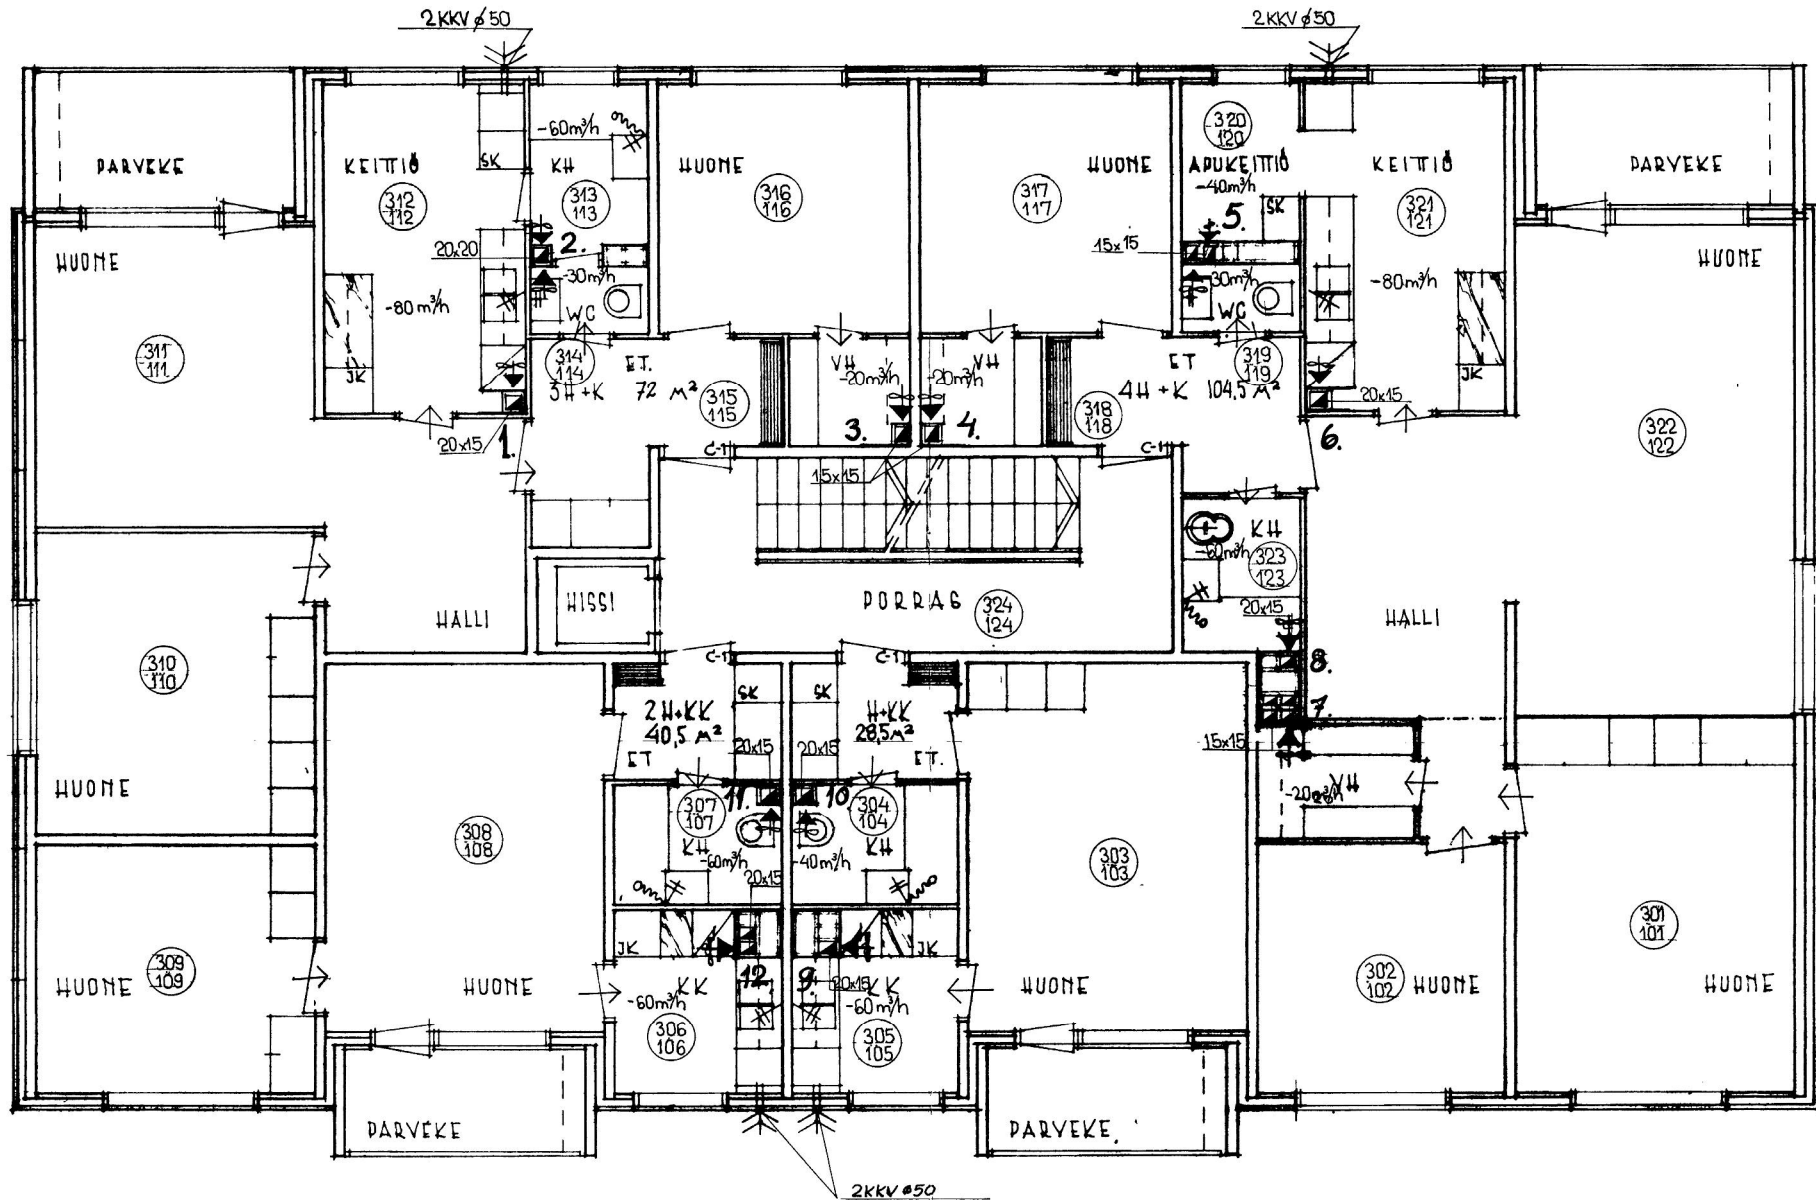 2KKV ø50
2KKV ø50
PARVEKE
KEITTIÖ
312
112
SK
-60m³/h
KH
313
113
HUONE
316
116
HUONE
317
117
320
120
APUKEITTIÖ
-40m³/h
KEITTIÖ
321
121
PARVEKE
SK
HUONE
20x20
2.
-30m³/h
WC
15x15
5.
30m³/h
WC
-80m³/h
-80m³/h
HUONE
311
111
JK
314
114
ET.
3H+K 72 M²
315
115
VH
-20m³/h
VH
-20m³/h
318
118
ET
4H+K 104,5 M²
319
119
JK
20x15
20x15
1.
3.
4.
6.
C-1
C-1
15x15
322
122
KH
-60m³/h
323
123
20x15
HALLI
HISSI
PORRAS
324
124
HALLI
310
110
HUONE
C-1
C-1
8.
7.
15x15
2H+KK
40,5 M²
ET
SK
SK
H+KK
28,5 M²
ET.
20x15
20x15
VH
-20m³/h
307
107
11.
10
304
104
KH
-60m³/h
-40m³/h
KH
20x15
308
108
303
103
309
109
HUONE
HUONE
JK
JK
KK
12.
9.
20x15
KK
-60m³/h
-60m³/h
306
106
305
105
HUONE
302
102
HUONE
301
101
HUONE
PARVEKE
PARVEKE.
2KKV ø50